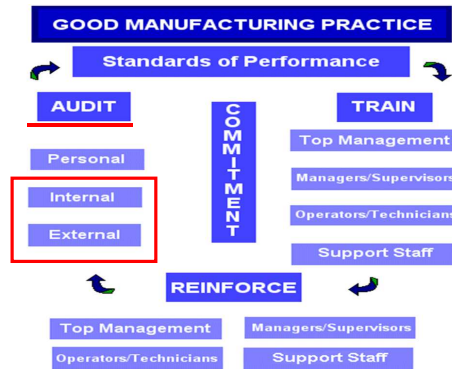 GOOD MANUFACTURING PRACTICE
Standards of Performance
AUDIT
Personal
Internal
External
COMMITMENT
TRAIN
Top Management
Managers/Supervisors
Operators/Technicians
Support Staff
REINFORCE
Top Management
Managers/Supervisors
Operators/Technicians
Support Staff